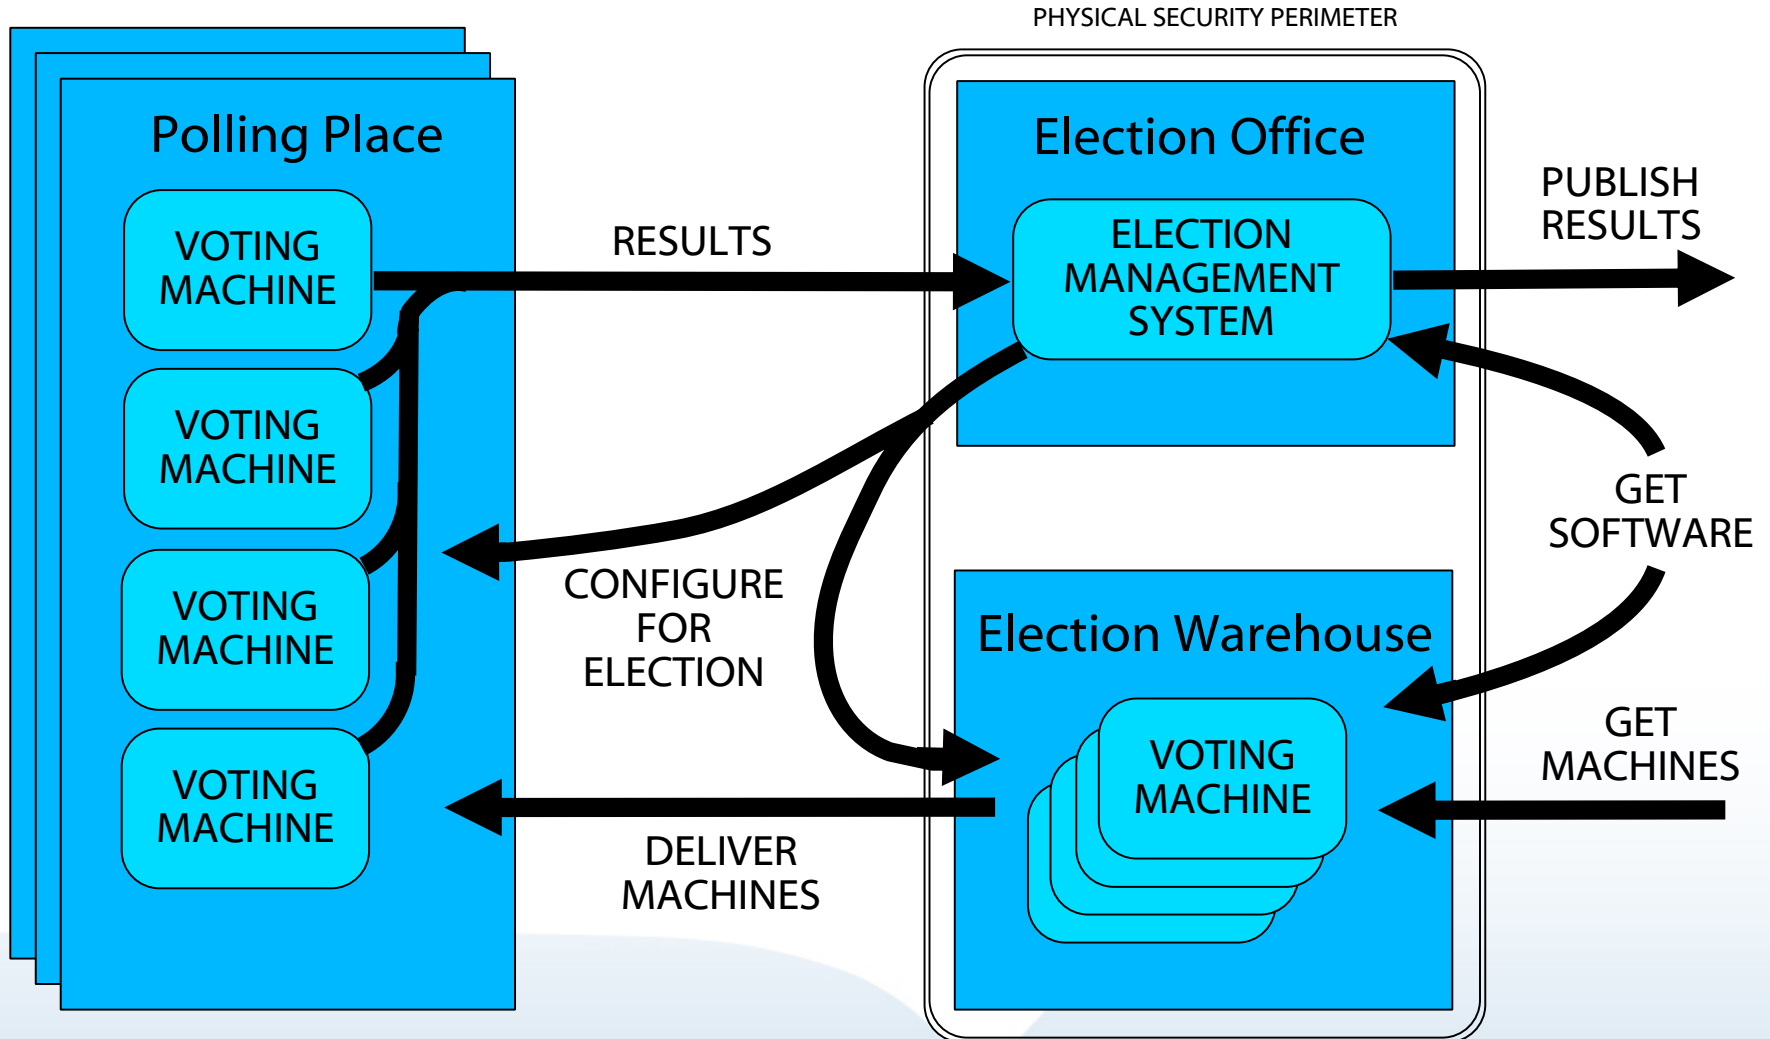 PHYSICAL SECURITY PERIMETER
Polling Place
VOTING
MACHINE
VOTING
MACHINE
VOTING
MACHINE
VOTING
MACHINE
RESULTS
CONFIGURE
FOR
ELECTION
DELIVER
MACHINES
Election Office
ELECTION
MANAGEMENT
SYSTEM
Election Warehouse
VOTING
MACHINE
PUBLISH
RESULTS
GET
SOFTWARE
GET
MACHINES